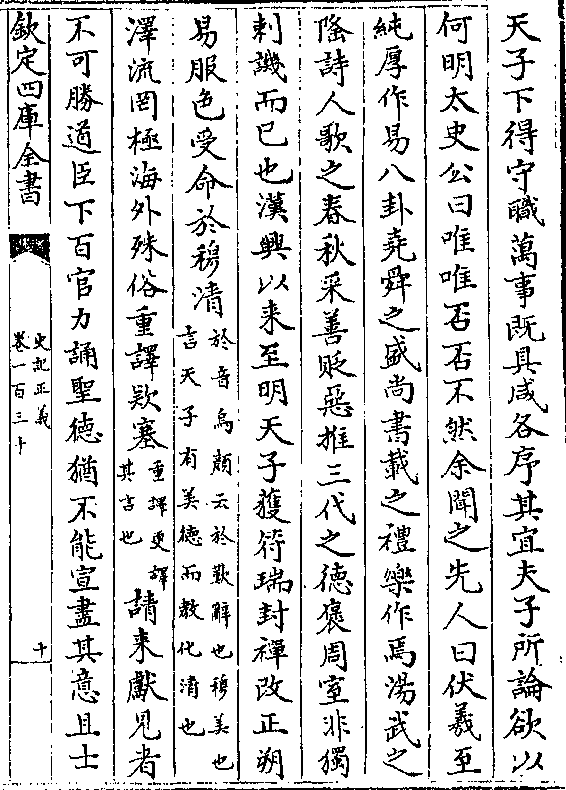 天子下得守職萬事既具咸各序其宜夫子所論欲以
何明太史公曰唯唯否否不然余聞之先人曰伏羲至
純厚作易八卦堯舜之盛尚書載之禮樂作焉湯武之
隆詩人歌之春秋采善貶惡推三代之德褒周室非獨
刺譏而已也漢興以来至明天子獲符瑞封禪改正朔
易服色受命於穆清
於音烏顔云於歎辭也穆美也
言天子有美德而教化清也
澤流罔極海外殊俗重譯欵塞
重譯更譯
其言也
請来獻見者
不可勝道臣下百官力誦聖德猶不能宣盡其意且士
欽定四庫全書
史記正義
卷一百三十
十